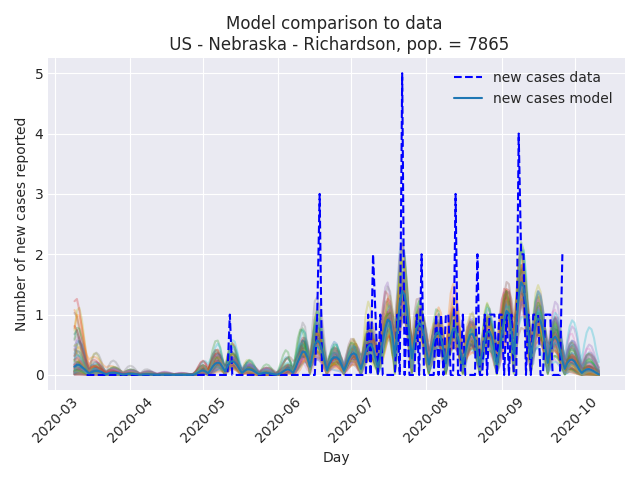 Model comparison to data
US - Nebraska - Richardson, pop. = 7865
new cases data
new cases model
Number of new cases reported
5
4
3
2
1
0
2020-03
2020-04
2020-05
2020-06
2020-07
2020-08
2020-09
2020-10
Day